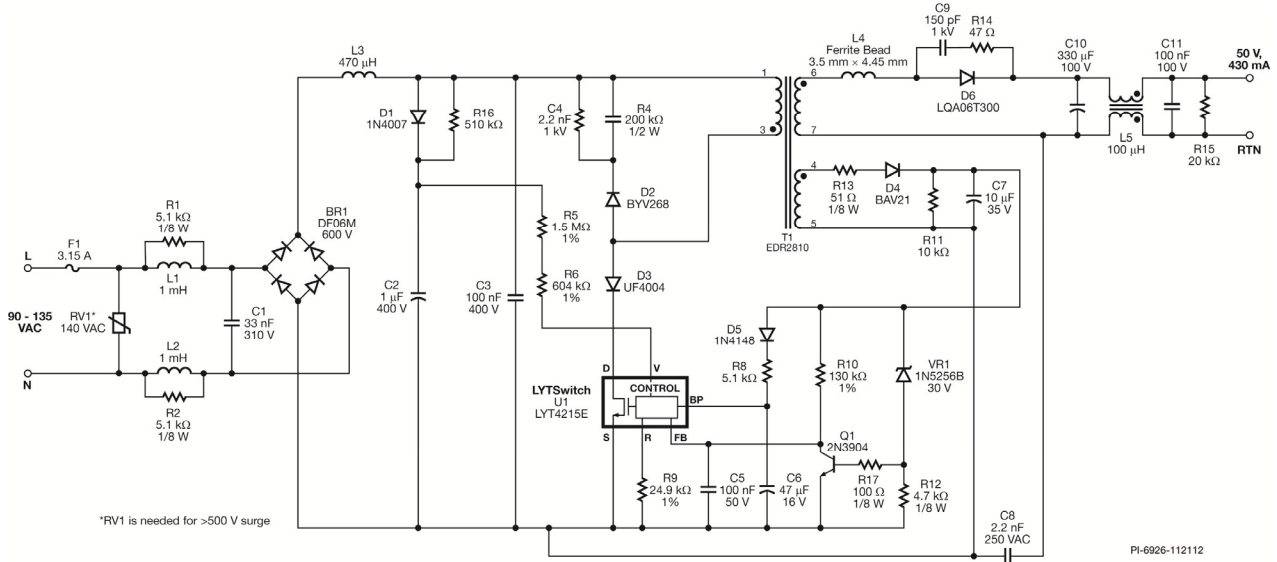 L3
470 µH
D1
1N4007
R16
510 kΩ
C4
2.2 nF
1 kV
R4
200 kΩ
1/2 W
1
3
6
7
4
5
T1
EDR2810
L4
Ferrite Bead
3.5 mm × 4.45 mm
C9
150 pF
1 kV
R14
47 Ω
D6
LQA06T300
C10
330 µF
100 V
C11
100 nF
100 V
50 V,
430 mA
L5
100 µH
R15
20 kΩ
RTN
R13
51 Ω
1/8 W
D4
BAV21
R11
10 kΩ
C7
10 µF
35 V
D2
BYV268
R5
1.5 MΩ
1%
R6
604 kΩ
1%
D3
UF4004
BR1
DF06M
600 V
R1
5.1 kΩ
1/8 W
F1
3.15 A
L
L1
1 mH
90 - 135
VAC
RV1*
140 VAC
C1
33 nF
310 V
L2
1 mH
N
R2
5.1 kΩ
1/8 W
C2
1 µF
400 V
C3
100 nF
400 V
D
V
LYTSwitch
U1
LYT4215E
CONTROL
BP
S
R
FB
D5
1N4148
R8
5.1 kΩ
R10
130 kΩ
1%
VR1
1N5256B
30 V
Q1
2N3904
R9
24.9 kΩ
1%
C5
100 nF
50 V
C6
47 µF
16 V
R17
100 Ω
1/8 W
R12
4.7 kΩ
1/8 W
C8
2.2 nF
250 VAC
*RV1 is needed for >500 V surge
PI-6926-112112